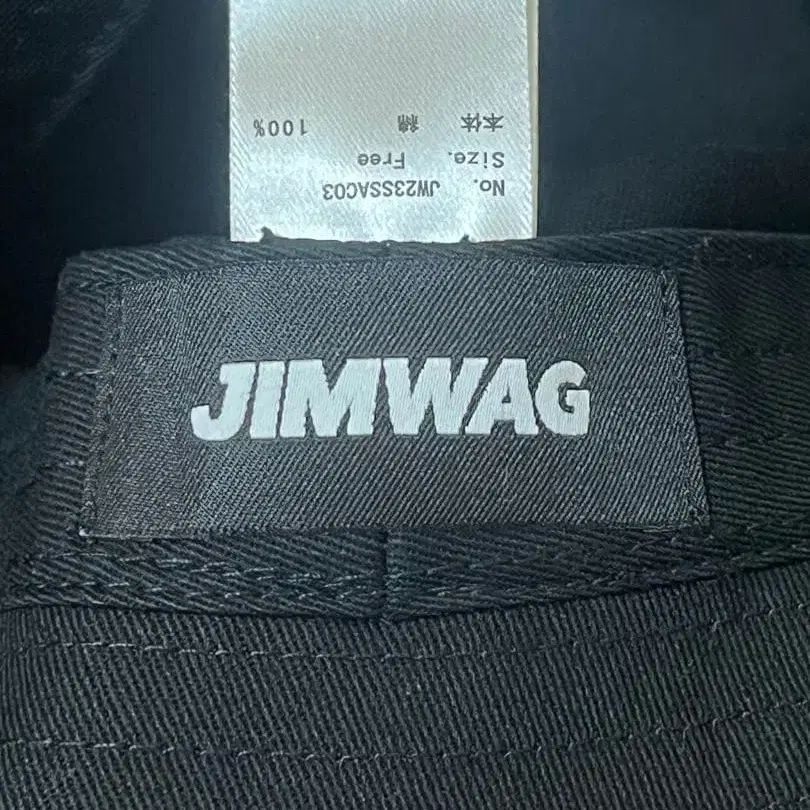 No. JW23SSAC03
Size. Free
本体 綿 100%
JIMWAG